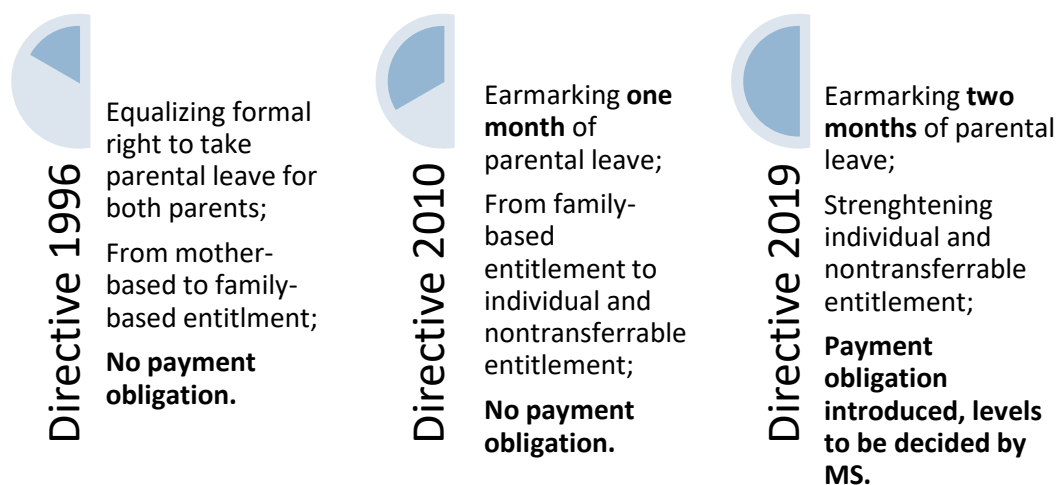 Directive 1996
Equalizing formal
right to take
parental leave for
both parents;
From mother-
based to family-
based entitlment;
No payment
obligation.
Directive 2010
Earmarking one
month of
parental leave;
From family-
based
entitlement to
individual and
nontransferrable
entitlement;
No payment
obligation.
Directive 2019
Earmarking two
months of parental
leave;
Strenghtening
individual and
nontransferrable
entitlement;
Payment
obligation
introduced, levels
to be decided by
MS.